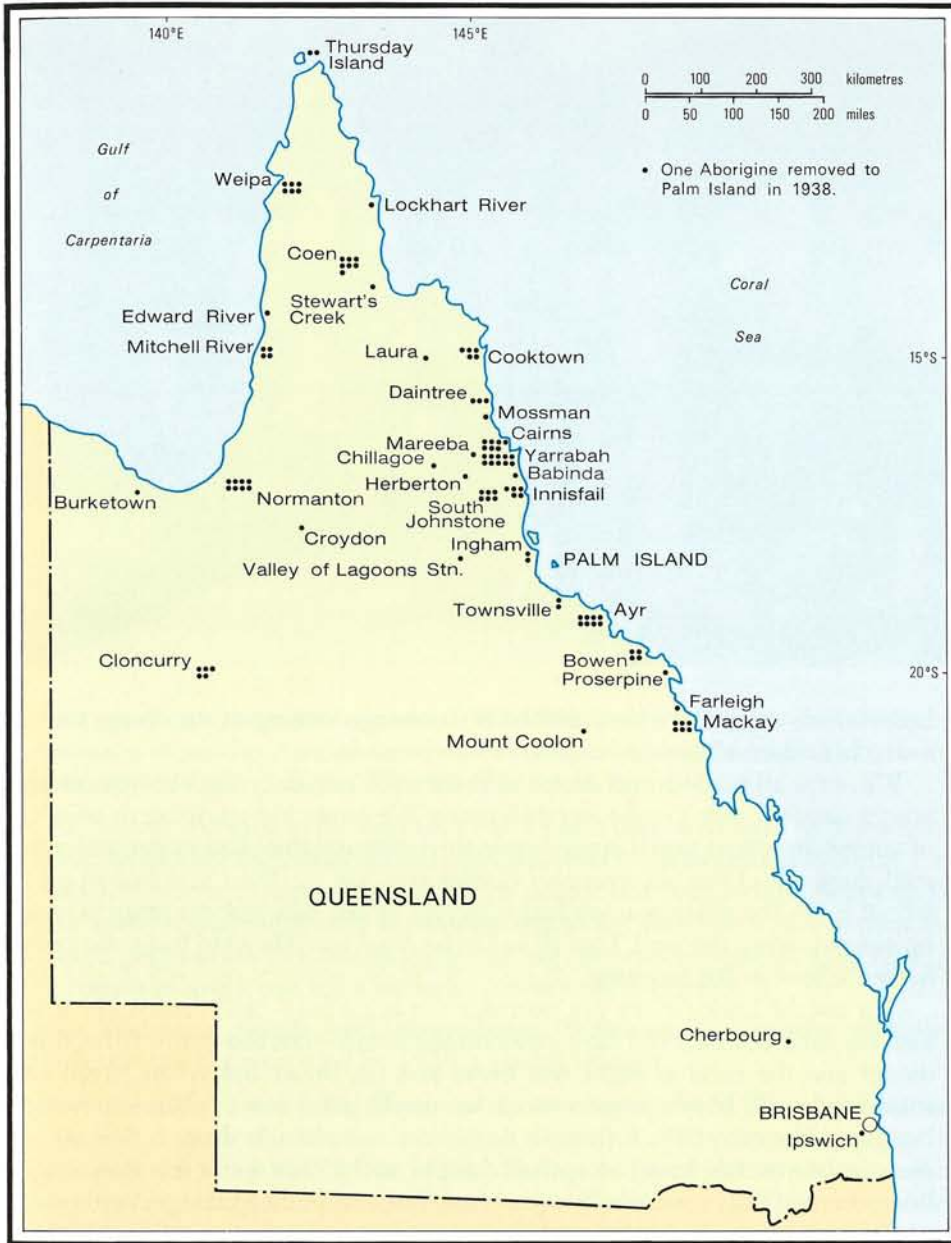 140°E
145°E
Thursday
Island
0 100 200 300 kilometres
0 50 100 150 200 miles
Gulf
of
Carpentaria
• One Aborigine removed to
Palm Island in 1938.
Weipa
Lockhart River
Coen
Coral
Sea
Stewart's
Creek
Edward River
Mitchell River
Laura
Cooktown
15°S
Daintree
Mossman
Cairns
Mareeba
Yarrabah
Chillagoe
Babinda
Herberton
Innisfail
Burketown
Normanton
South
Johnstone
Croydon
Ingham
PALM ISLAND
Valley of Lagoons Stn.
Townsville
Ayr
Cloncurry
Bowen
Proserpine
20°S
Farleigh
Mackay
Mount Coolon
QUEENSLAND
Cherbourg
BRISBANE
Ipswich